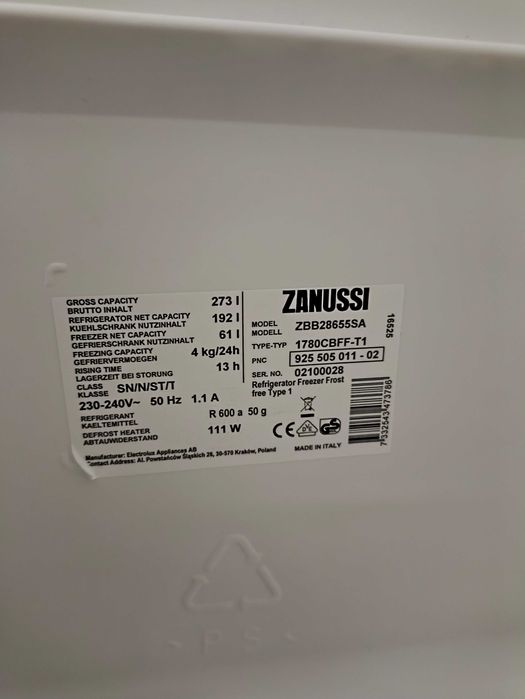 GROSS CAPACITY 273 l
BRUTTO INHALT
REFRIGERATOR NET CAPACITY 192 l
KUEHLSCHRANK NUTZINHALT
FREEZER NET CAPACITY 61 l
GEFRIERSCHRANK NUTZINHALT
FREEZING CAPACITY 4 kg/24h
GEFRIERVERMOEGEN
RISING TIME 13 h
LAGERZEIT BEI STORUNG
CLASS SN/N/ST/T
KLASSE
230-240V~ 50 Hz 1.1 A
REFRIGERANT R 600 a 50 g
KAELTEMITTEL
DEFROST HEATER 111 W
ABTAUWIDERSTAND
Manufacturer: Electrolux Appliances AB
Contact Address: Al. Powstańców Śląskich 26, 30-570 Kraków, Poland
ZANUSSI
MODEL ZBB28655SA
MODELL
TYPE-TYP 1780CBFF-T1
PNC 925 505 011 - 02
SER. NO. 02100028
Refrigerator Freezer Frost
free Type 1
CE
MADE IN ITALY
16525
7332543473786
> PS <